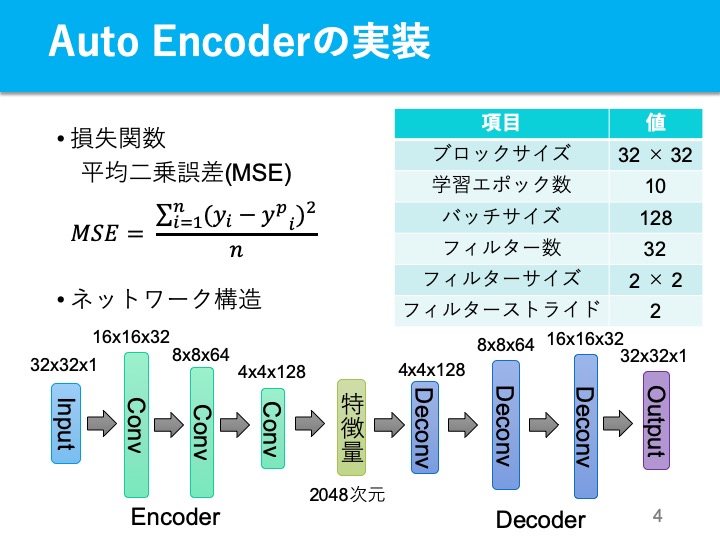 Auto Encoderの実装
• 損失関数
平均二乗誤差(MSE)
MSE = \frac{\sum_{i=1}^{n}(y_i - y^p{}_i)^2}{n}
項目 値
ブロックサイズ 32 × 32
学習エポック数 10
バッチサイズ 128
フィルター数 32
フィルターサイズ 2 × 2
フィルターストライド 2
• ネットワーク構造
32x32x1
16x16x32
8x8x64
4x4x128
4x4x128
8x8x64
16x16x32
32x32x1
Input
Conv
Conv
Conv
特徴量
Deconv
Deconv
Deconv
Output
2048次元
Encoder
Decoder
4